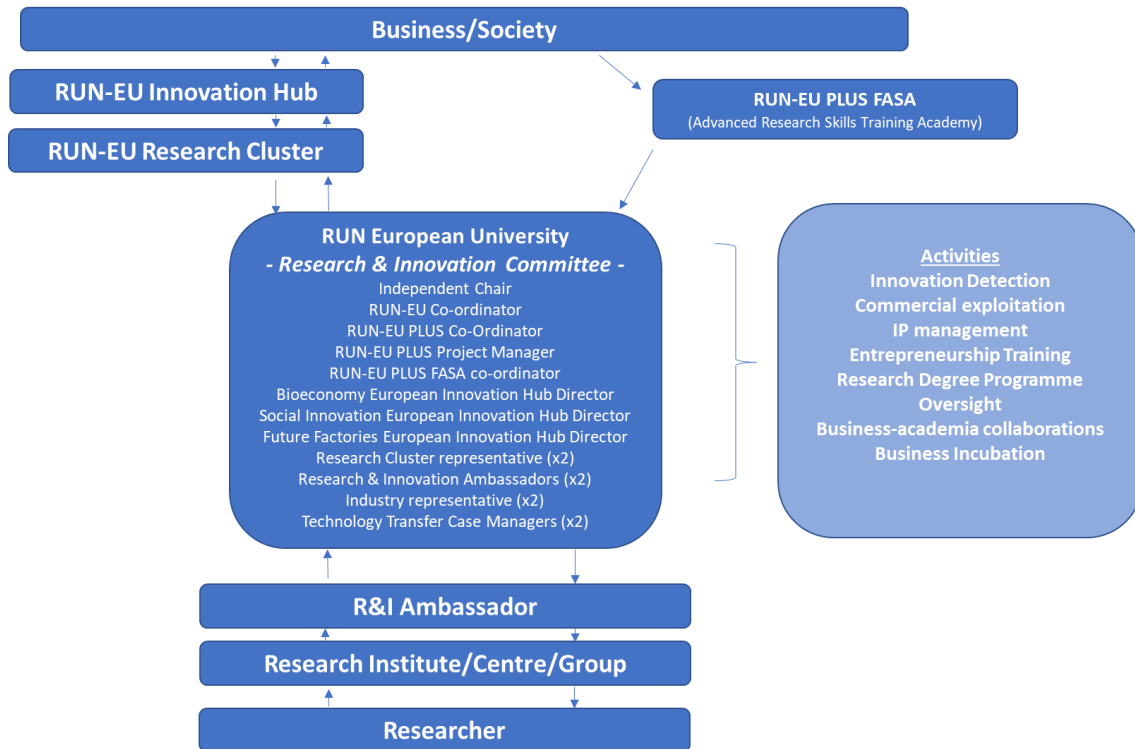 Business/Society
RUN-EU Innovation Hub
RUN-EU PLUS FASA
(Advanced Research Skills Training Academy)
RUN-EU Research Cluster
RUN European University
- Research & Innovation Committee -
Independent Chair
RUN-EU Co-ordinator
RUN-EU PLUS Co-Ordinator
RUN-EU PLUS Project Manager
RUN-EU PLUS FASA co-ordinator
Bioeconomy European Innovation Hub Director
Social Innovation European Innovation Hub Director
Future Factories European Innovation Hub Director
Research Cluster representative (x2)
Research & Innovation Ambassadors (x2)
Industry representative (x2)
Technology Transfer Case Managers (x2)
Activities
Innovation Detection
Commercial exploitation
IP management
Entrepreneurship Training
Research Degree Programme
Oversight
Business-academia collaborations
Business Incubation
R&I Ambassador
Research Institute/Centre/Group
Researcher